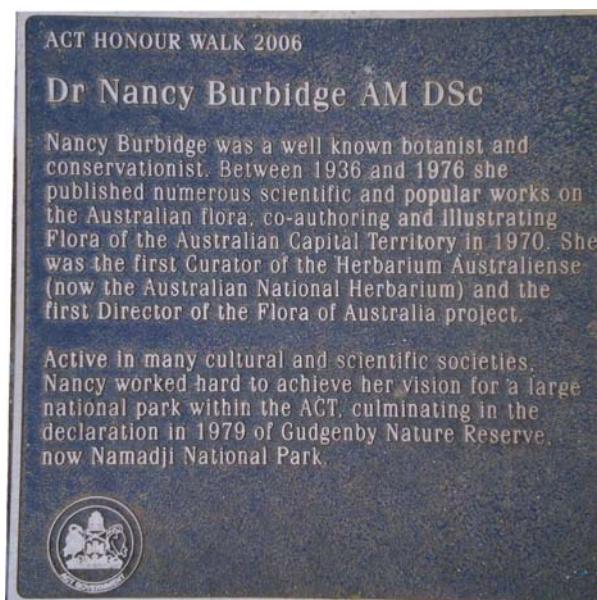 ACT HONOUR WALK 2006
Dr Nancy Burbidge AM DSc
Nancy Burbidge was a well known botanist and
conservationist. Between 1936 and 1976 she
published numerous scientific and popular works on
the Australian flora, co-authoring and illustrating
Flora of the Australian Capital Territory in 1970. She
was the first Curator of the Herbarium Australiense
(now the Australian National Herbarium) and the
first Director of the Flora of Australia project.
Active in many cultural and scientific societies,
Nancy worked hard to achieve her vision for a large
national park within the ACT, culminating in the
declaration in 1979 of Gudgenby Nature Reserve,
now Namadji National Park.
ACT GOVERNMENT